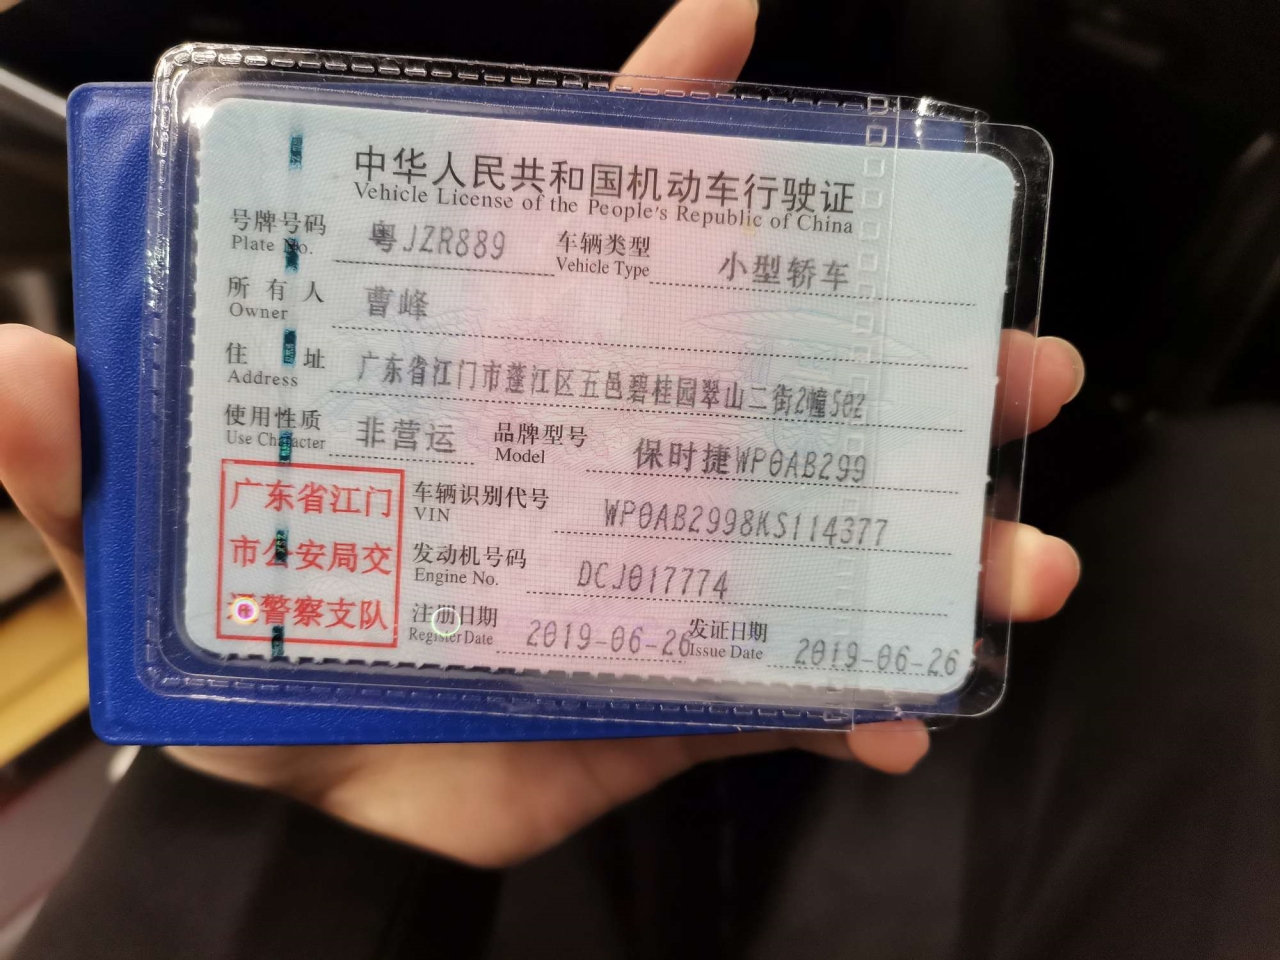 中华人民共和国机动车行驶证
Vehicle License of the People's Republic of China
号牌号码 粤JZR889 车辆类型 小型轿车
Plate No. Vehicle Type
所有人 曹峰
Owner
住址 广东省江门市蓬江区五邑碧桂园翠山二街2幢502
Address
使用性质 非营运 品牌型号 保时捷WP0AB299
Use Character Model
广东省江门
市公安局交
通警察支队
车辆识别代号 WP0AB2998KS114377
VIN
发动机号码 DCJ017774
Engine No.
注册日期 2019-06-26 发证日期 2019-06-26
Register Date Issue Date